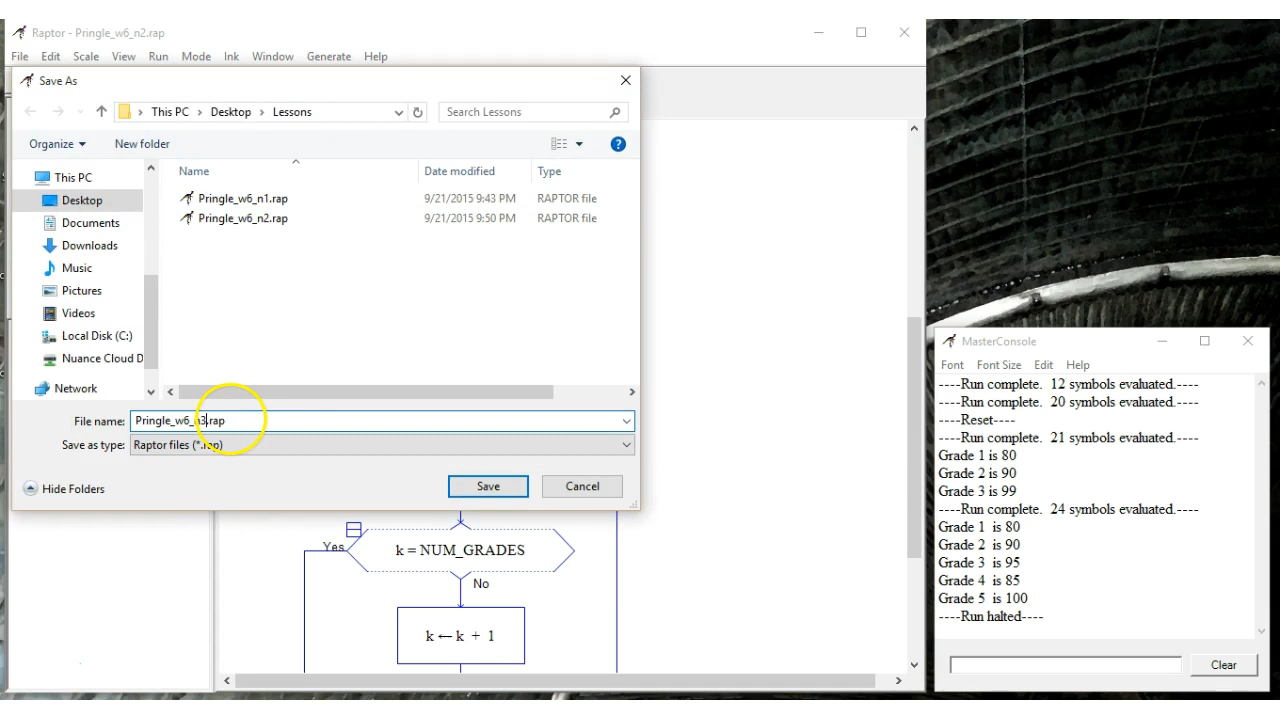 Raptor - Pringle_w6_n2.rap
File Edit Scale View Run Mode Ink Window Generate Help
Save As
This PC > Desktop > Lessons
Search Lessons
Organize
New folder
Name
Date modified
Type
This PC
Desktop
Documents
Downloads
Music
Pictures
Videos
Local Disk (C:)
Nuance Cloud D
Network
Pringle_w6_n1.rap 9/21/2015 9:43 PM RAPTOR file
Pringle_w6_n2.rap 9/21/2015 9:50 PM RAPTOR file
File name: Pringle_w6_n3.rap
Save as type: Raptor files (*.rap)
Hide Folders
Save
Cancel
Yes
k = NUM_GRADES
No
k ← k + 1
MasterConsole
Font Font Size Edit Help
----Run complete. 12 symbols evaluated.----
----Run complete. 20 symbols evaluated.----
----Reset----
----Run complete. 21 symbols evaluated.----
Grade 1 is 80
Grade 2 is 90
Grade 3 is 99
----Run complete. 24 symbols evaluated.----
Grade 1 is 80
Grade 2 is 90
Grade 3 is 95
Grade 4 is 85
Grade 5 is 100
----Run halted----
Clear